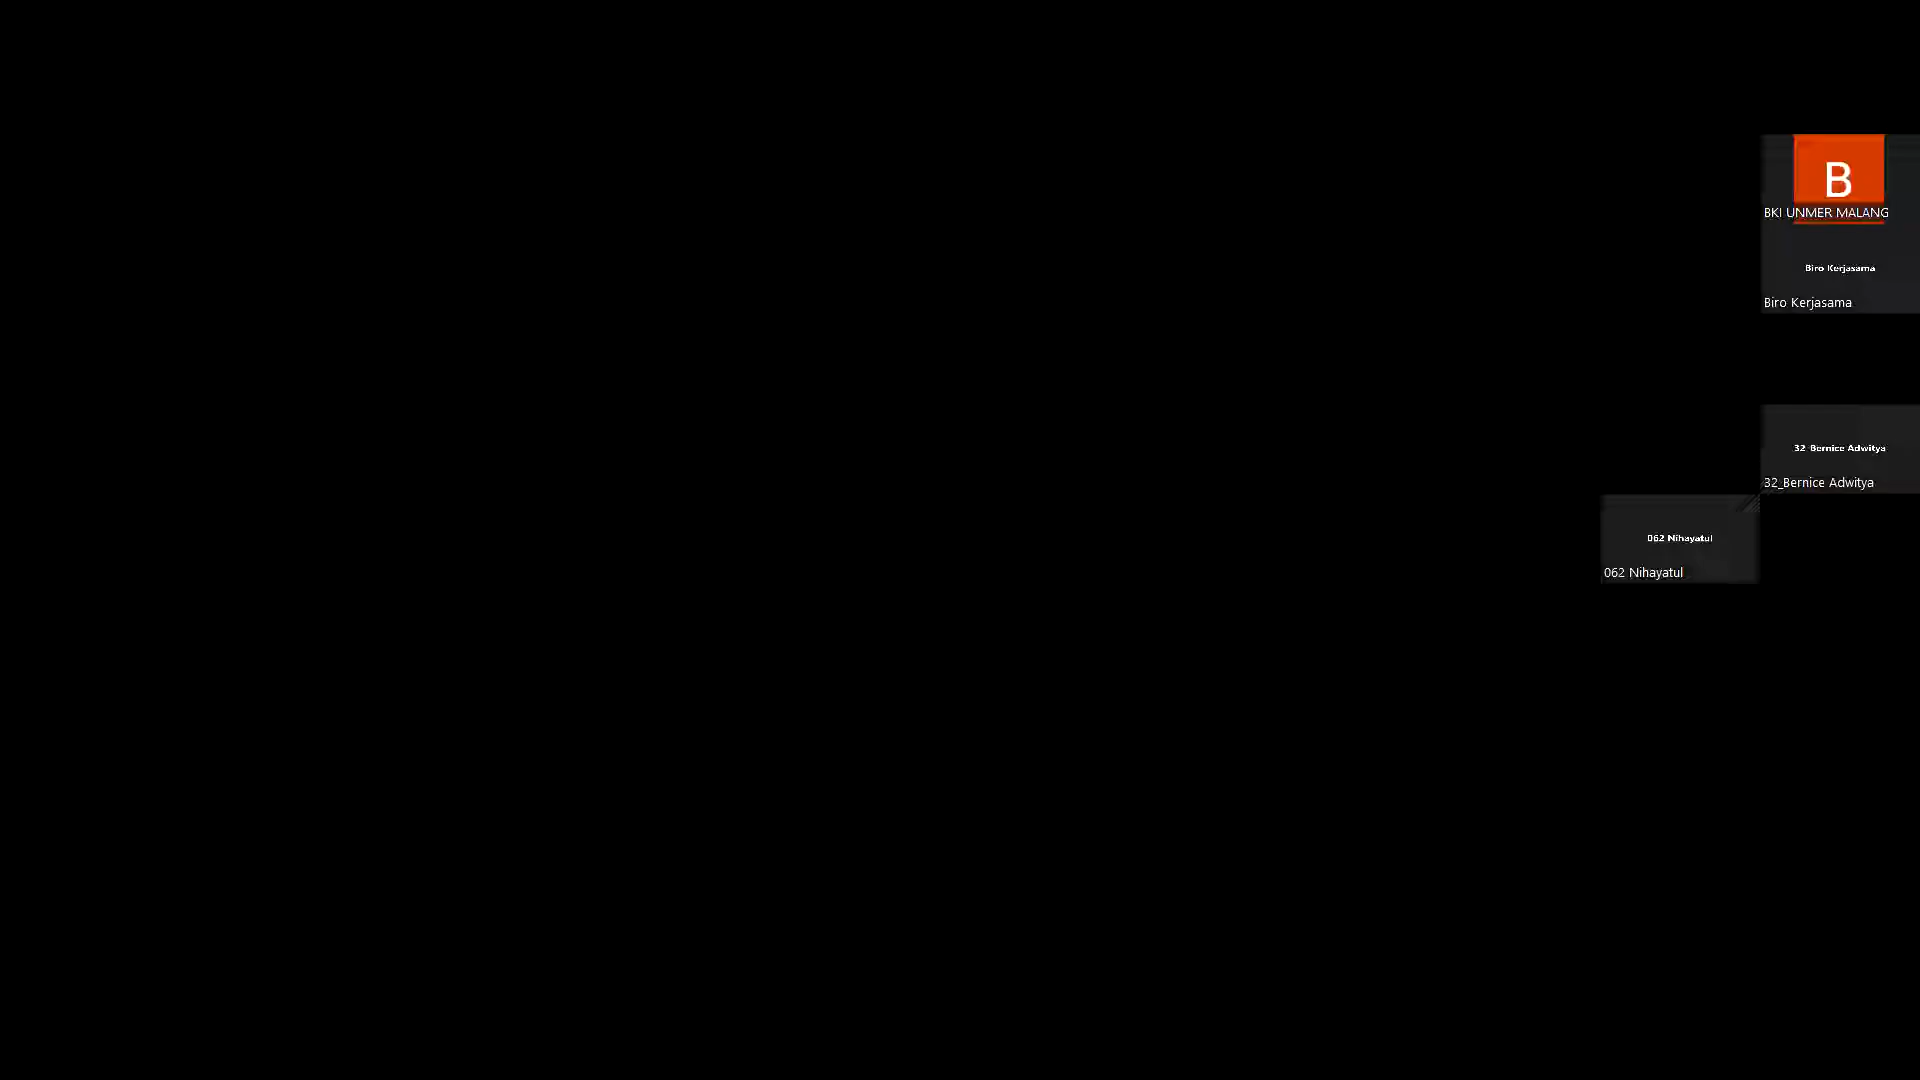 B
BKI UNMER MALANG
Biro Kerjasama
Biro Kerjasama
32_Bernice Adwitya
32_Bernice Adwitya
062 Nihayatul
062 Nihayatul